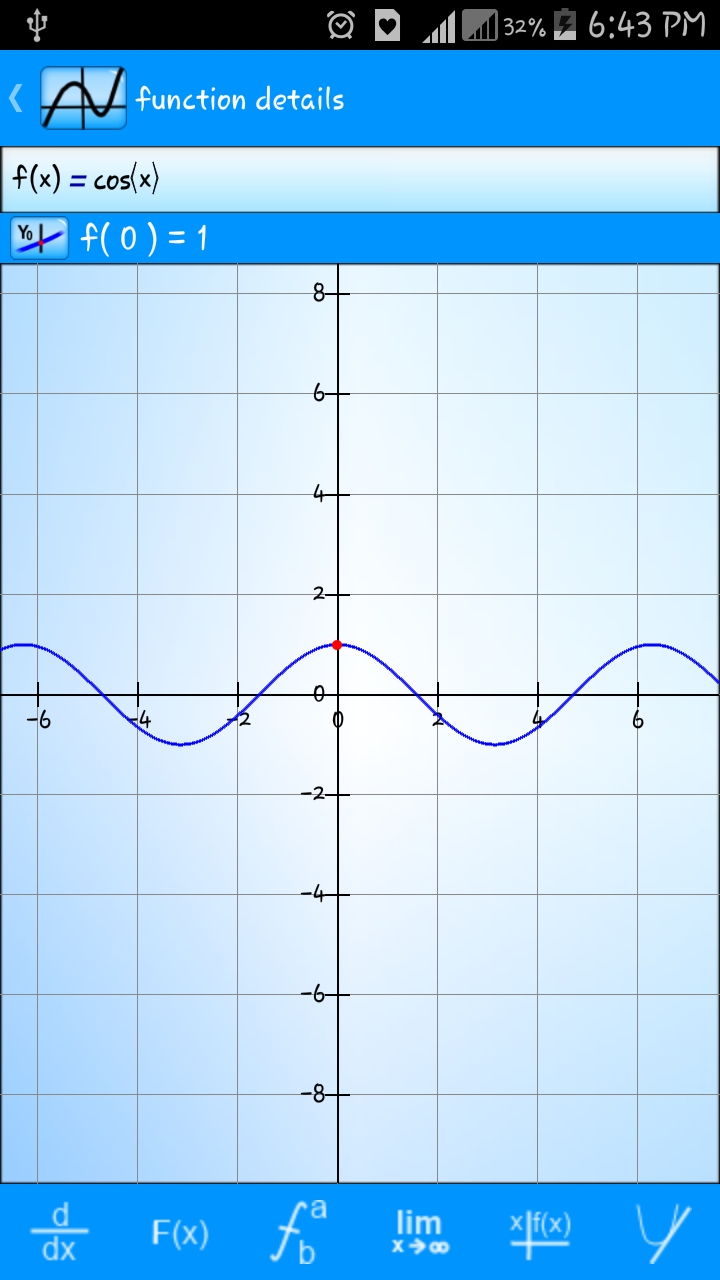 32% 6:43 PM
function details
f(x) = cos(x)
Y₀ f( 0 ) = 1
8
6
4
2
0
-6 -4 -2 0 2 4 6
-2
-4
-6
-8
d/dx F(x) f a b lim x→∞ x f(x)